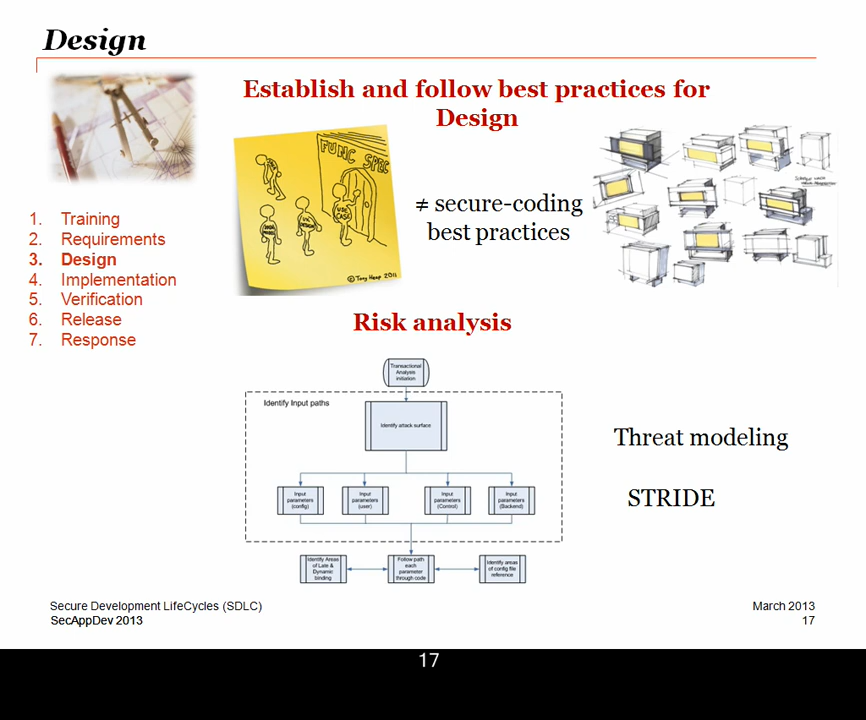 Design
Establish and follow best practices for
Design
FUNC SPEC
USE
CASE
© Tony Heap 2011
≠ secure-coding
best practices
1. Training
2. Requirements
3. Design
4. Implementation
5. Verification
6. Release
7. Response
Risk analysis
Transactional
Analysis
initiation
Identify Input paths
Identify attack surface
Input
parameters
(config)
Input
parameters
(user)
Input
parameters
(Control)
Input
parameters
(Backend)
Identify Areas
of Late &
Dynamic
binding
Follow path
each
parameter
through code
Identify areas
of config file
reference
Threat modeling
STRIDE
Secure Development LifeCycles (SDLC)
SecAppDev 2013
March 2013
17
17